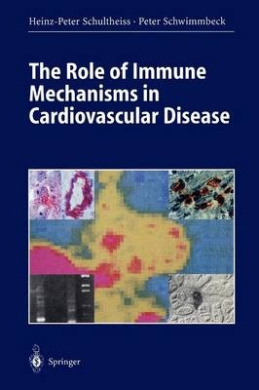 Heinz-Peter Schultheiss · Peter Schwimmbeck
The Role of Immune
Mechanisms in
Cardiovascular Disease
Springer